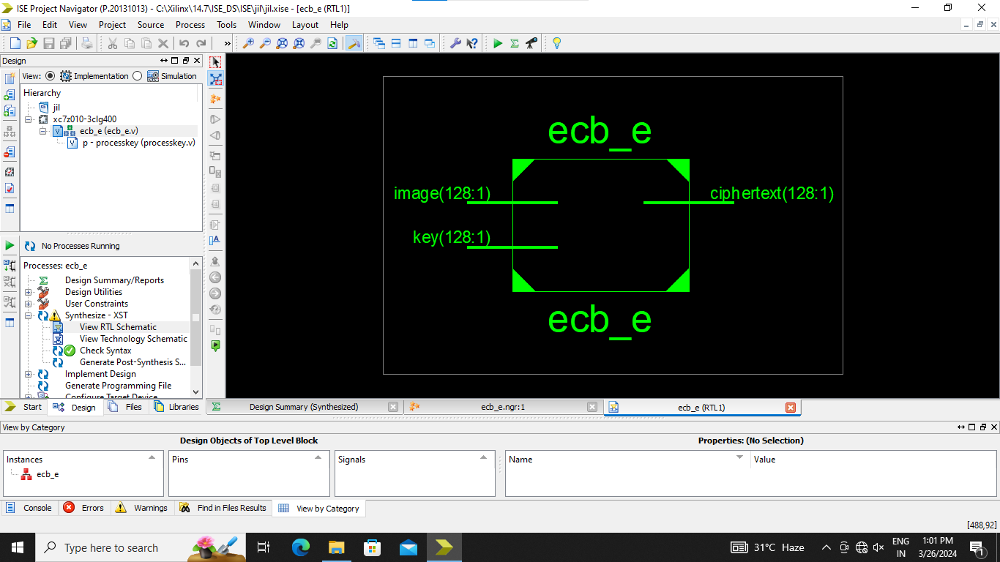 ISE Project Navigator (P.20131013) - C:\Xilinx\14.7\ISE_DS\ISE\jil\jil.xise - [ecb_e (RTL1)]
File Edit View Project Source Process Tools Window Layout Help
»
Design
View: Implementation Simulation
Hierarchy
jil
xc7z010-3clg400
ecb_e (ecb_e.v)
p - processkey (processkey.v)
No Processes Running
Processes: ecb_e
Design Summary/Reports
Design Utilities
User Constraints
Synthesize - XST
View RTL Schematic
View Technology Schematic
Check Syntax
Generate Post-Synthesis S...
Implement Design
Generate Programming File
Configure Target Device
Start Design Files Libraries
ecb_e
image(128:1)
ciphertext(128:1)
key(128:1)
ecb_e
Design Summary (Synthesized) ecb_e.ngr:1 ecb_e (RTL1)
View by Category
Design Objects of Top Level Block
Properties: (No Selection)
Instances Pins Signals Name Value
ecb_e
Console Errors Warnings Find in Files Results View by Category
[488,92]
Type here to search
31°C Haze
ENG
IN
1:01 PM
3/26/2024
1